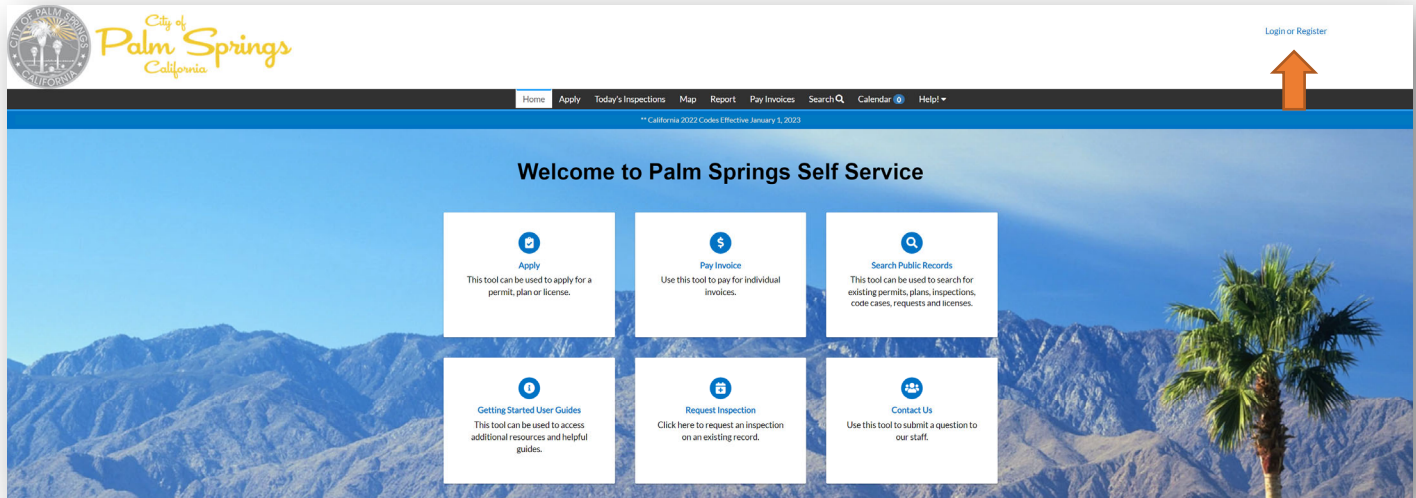 CITY OF PALM SPRINGS
CALIFORNIA
City of
Palm Springs
California
Login or Register
Home Apply Today's Inspections Map Report Pay Invoices Search Calendar 0 Help!
** California 2022 Codes Effective January 1, 2023
Welcome to Palm Springs Self Service
Apply
This tool can be used to apply for a
permit, plan or license.
Pay Invoice
Use this tool to pay for individual
invoices.
Search Public Records
This tool can be used to search for
existing permits, plans, inspections,
code cases, requests and licenses.
Getting Started User Guides
This tool can be used to access
additional resources and helpful
guides.
Request Inspection
Click here to request an inspection
on an existing record.
Contact Us
Use this tool to submit a question to
our staff.